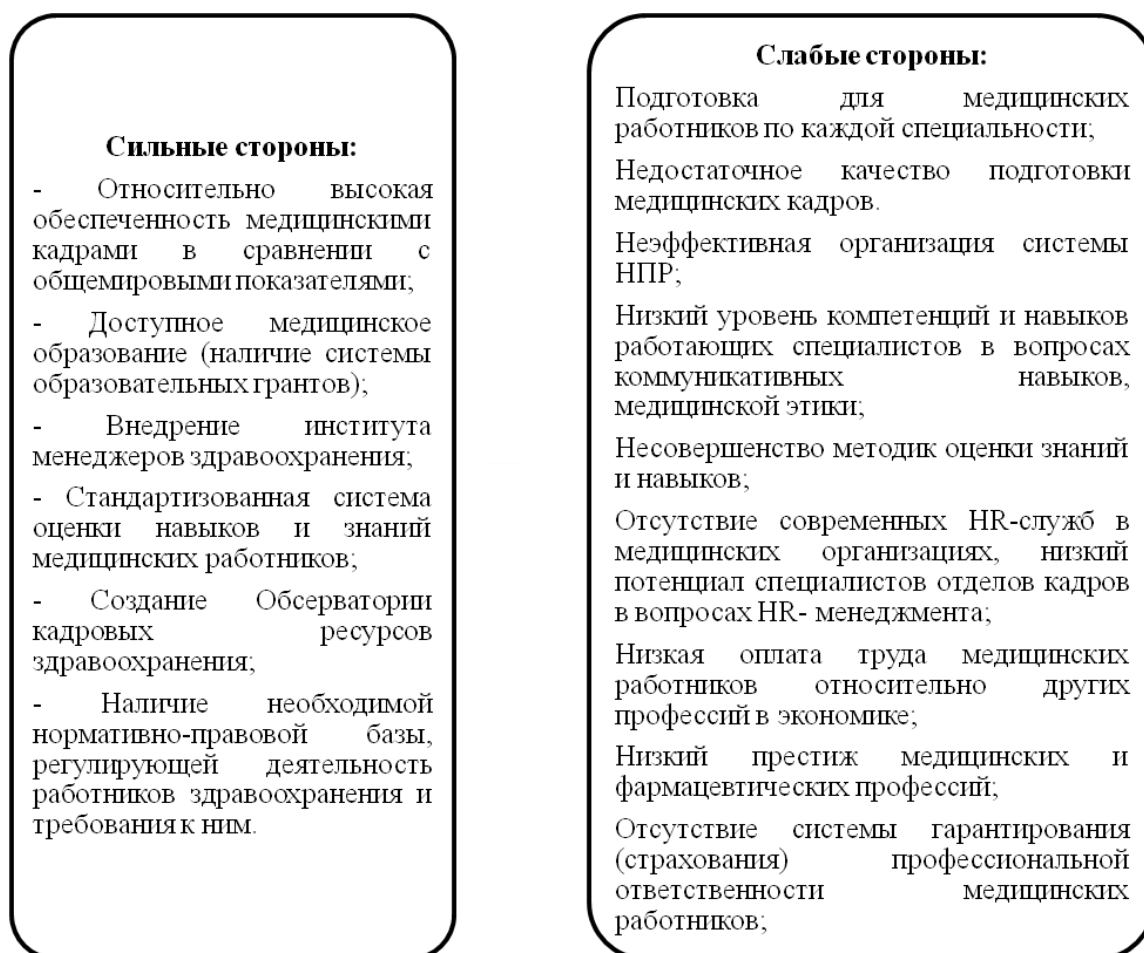 Сильные стороны:
- Относительно высокая
обеспеченность медицинскими
кадрами в сравнении с
общемировыми показателями;
- Доступное медицинское
образование (наличие системы
образовательных грантов);
- Внедрение института
менеджеров здравоохранения;
- Стандартизованная система
оценки навыков и знаний
медицинских работников;
- Создание Обсерватории
кадровых ресурсов
здравоохранения;
- Наличие необходимой
нормативно-правовой базы,
регулирующей деятельность
работников здравоохранения и
требования к ним.
Слабые стороны:
Подготовка для медицинских
работников по каждой специальности;
Недостаточное качество подготовки
медицинских кадров.
Неэффективная организация системы
НПР;
Низкий уровень компетенций и навыков
работающих специалистов в вопросах
коммуникативных навыков,
медицинской этики;
Несовершенство методик оценки знаний
и навыков;
Отсутствие современных HR-служб в
медицинских организациях, низкий
потенциал специалистов отделов кадров
в вопросах HR- менеджмента;
Низкая оплата труда медицинских
работников относительно других
профессий в экономике;
Низкий престиж медицинских и
фармацевтических профессий;
Отсутствие системы гарантирования
(страхования) профессиональной
ответственности медицинских
работников;